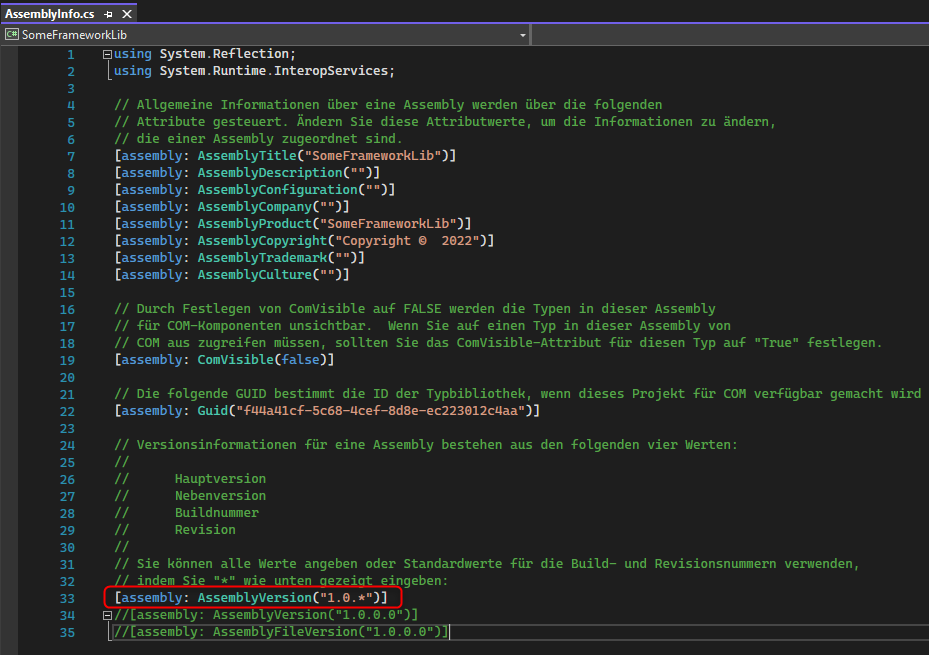 AssemblyInfo.cs
C# SomeFrameworkLib
1 using System.Reflection;
2 using System.Runtime.InteropServices;
3
4 // Allgemeine Informationen über eine Assembly werden über die folgenden
5 // Attribute gesteuert. Ändern Sie diese Attributwerte, um die Informationen zu ändern,
6 // die einer Assembly zugeordnet sind.
7 [assembly: AssemblyTitle("SomeFrameworkLib")]
8 [assembly: AssemblyDescription("")]
9 [assembly: AssemblyConfiguration("")]
10 [assembly: AssemblyCompany("")]
11 [assembly: AssemblyProduct("SomeFrameworkLib")]
12 [assembly: AssemblyCopyright("Copyright ©  2022")]
13 [assembly: AssemblyTrademark("")]
14 [assembly: AssemblyCulture("")]
15
16 // Durch Festlegen von ComVisible auf FALSE werden die Typen in dieser Assembly
17 // für COM-Komponenten unsichtbar.  Wenn Sie auf einen Typ in dieser Assembly von
18 // COM aus zugreifen müssen, sollten Sie das ComVisible-Attribut für diesen Typ auf "True" festlegen.
19 [assembly: ComVisible(false)]
20
21 // Die folgende GUID bestimmt die ID der Typbibliothek, wenn dieses Projekt für COM verfügbar gemacht wird
22 [assembly: Guid("f44a41cf-5c68-4cef-8d8e-ec223012c4aa")]
23
24 // Versionsinformationen für eine Assembly bestehen aus den folgenden vier Werten:
25 //
26 //      Hauptversion
27 //      Nebenversion
28 //      Buildnummer
29 //      Revision
30 //
31 // Sie können alle Werte angeben oder Standardwerte für die Build- und Revisionsnummern verwenden,
32 // indem Sie "*" wie unten gezeigt eingeben:
33 [assembly: AssemblyVersion("1.0.*")]
34 //[assembly: AssemblyVersion("1.0.0.0")]
35 //[assembly: AssemblyFileVersion("1.0.0.0")]